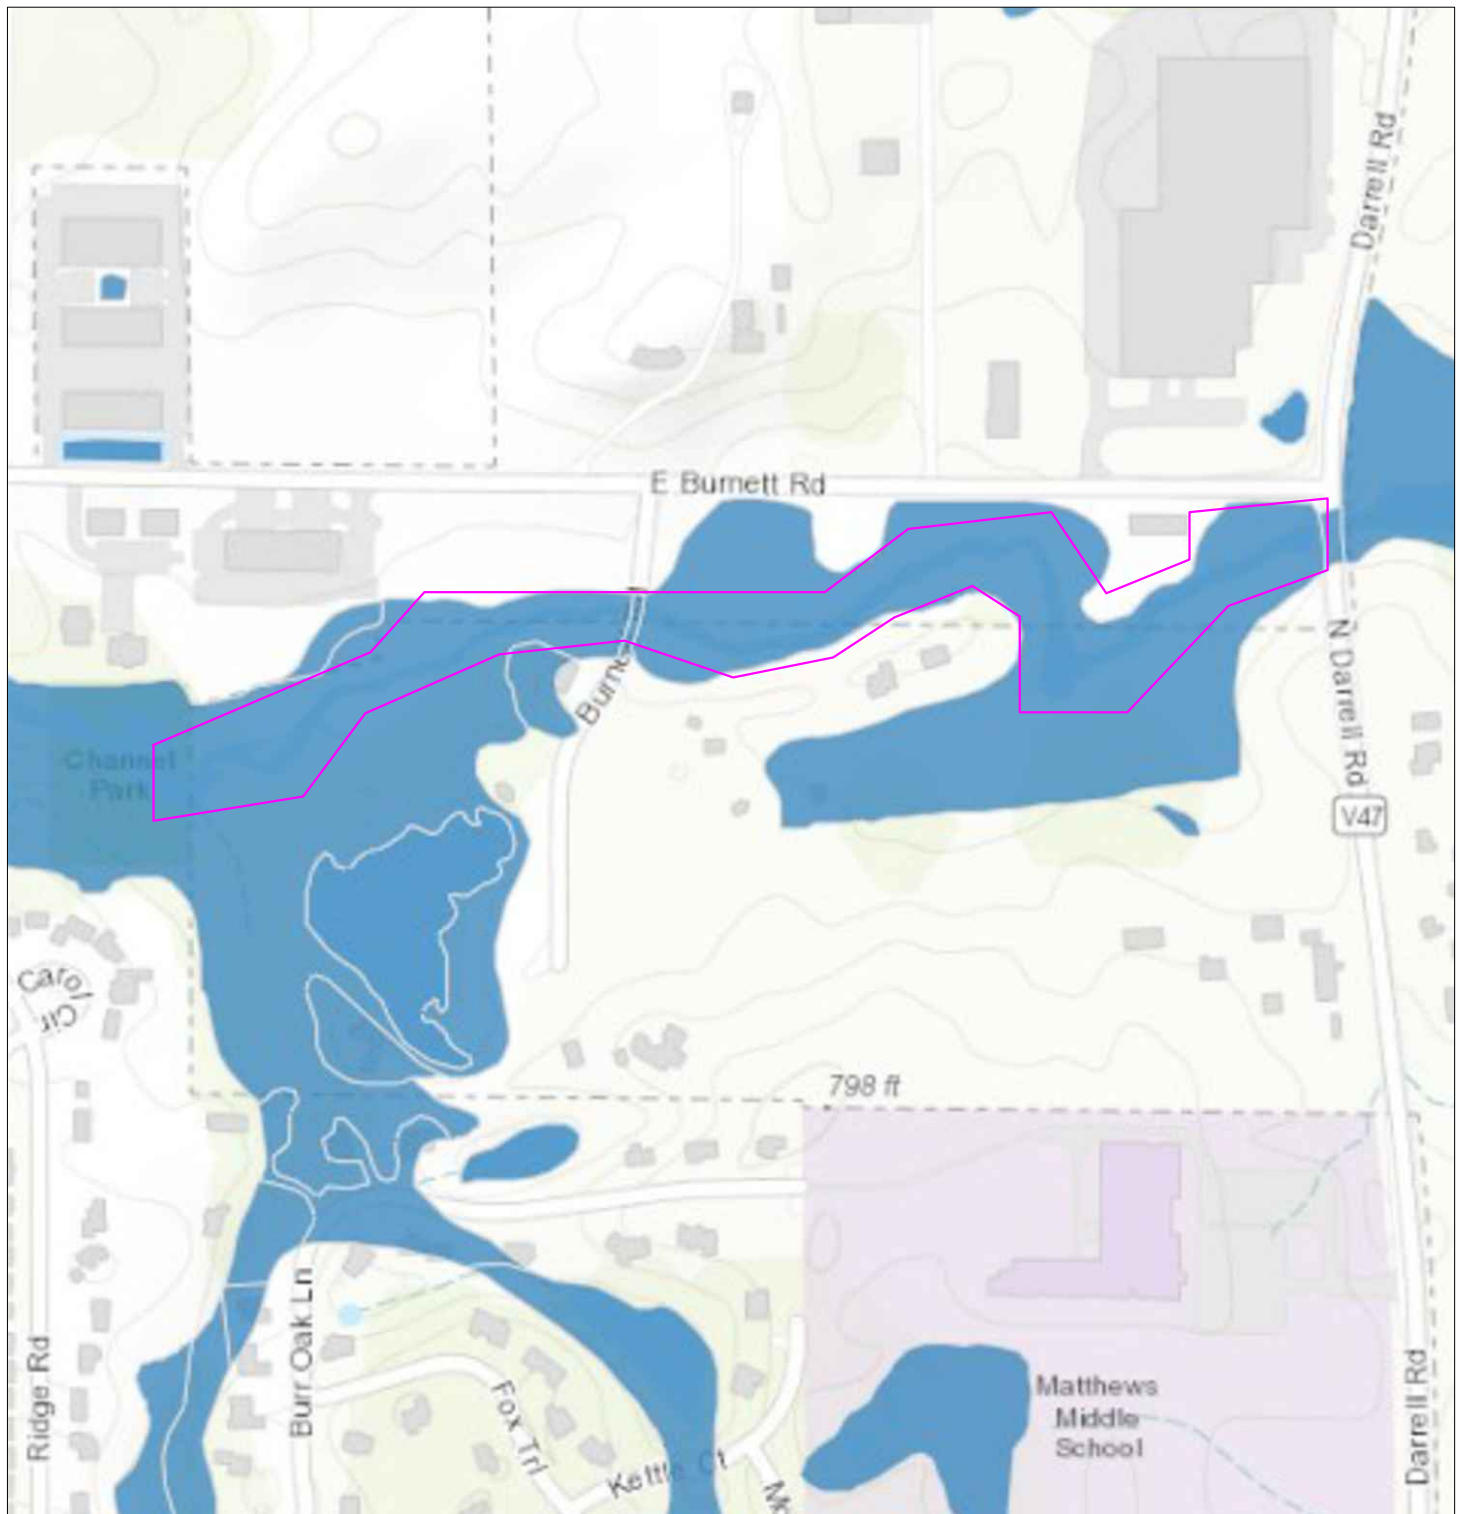 Darrell Rd
E Burnett Rd
N Darrell Rd
Channel
Park
V47
Carol
Cir
798 ft
Ridge Rd
Burr Oak Ln
Fox Trl
Kettle Ct
Matthews
Middle
School
Darrell Rd